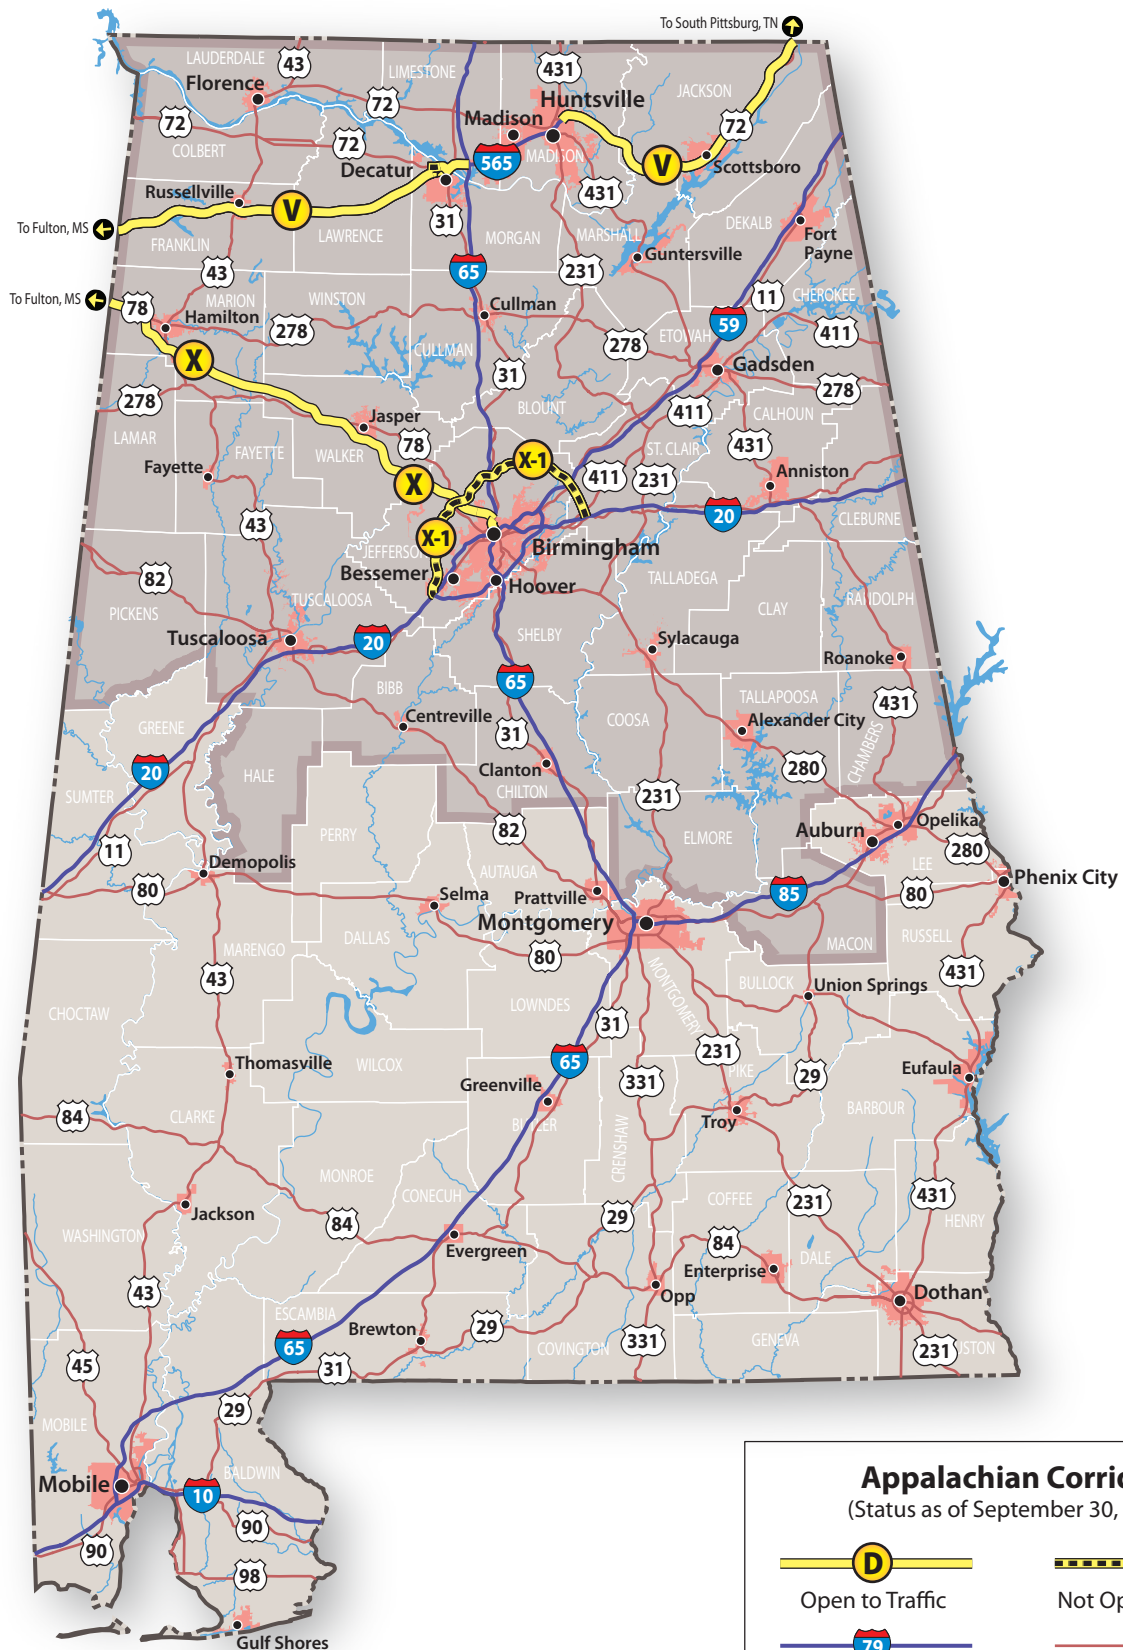 To South Pittsburg, TN
LAUDERDALE
43
LIMESTONE
431
JACKSON
Florence
72
Huntsville
Madison
72
72
72
COLBERT
565
MADISON
V
Scottsboro
Decatur
Russellville
431
V
31
DEKALB
To Fulton, MS
FRANKLIN
LAWRENCE
MORGAN
MARSHALL
Fort
Payne
Guntersville
43
65
231
To Fulton, MS
78
MARION
WINSTON
11
CHEROKEE
Hamilton
Cullman
278
59
ETOWAH
411
278
X
CULLMAN
Gadsden
31
278
278
BLOUNT
411
CALHOUN
Jasper
LAMAR
78
431
FAYETTE
WALKER
ST. CLAIR
X-1
Fayette
411
231
Anniston
X
20
43
CLEBURNE
X-1
JEFFERSON
Birmingham
Bessemer
82
Hoover
TALLADEGA
TUSCALOOSA
CLAY
RANDOLPH
PICKENS
Tuscaloosa
20
SHELBY
Sylacauga
Roanoke
BIBB
65
TALLAPOOSA
431
Centreville
COOSA
Alexander City
GREENE
31
CHAMBERS
20
HALE
Clanton
280
SUMTER
CHILTON
231
PERRY
82
ELMORE
Auburn
Opelika
11
280
Demopolis
AUTAUGA
LEE
80
Selma
Prattville
85
80
Phenix City
Montgomery
DALLAS
MARENGO
80
MACON
RUSSELL
43
MONTGOMERY
BULLOCK
431
Union Springs
LOWNDES
CHOCTAW
31
WILCOX
65
231
Thomasville
PIKE
29
Eufaula
Greenville
331
84
CLARKE
BUTLER
Troy
BARBOUR
CRENSHAW
MONROE
CONECUH
COFFEE
231
431
Jackson
84
29
HENRY
WASHINGTON
Evergreen
84
DALE
Enterprise
43
Opp
Dothan
ESCAMBIA
Brewton
29
65
COVINGTON
331
GENEVA
231
USTON
45
31
29
MOBILE
BALDWIN
Mobile
10
90
90
98
Gulf Shores
Appalachian Corric
(Status as of September 30,
D
Open to Traffic
Not Op
79